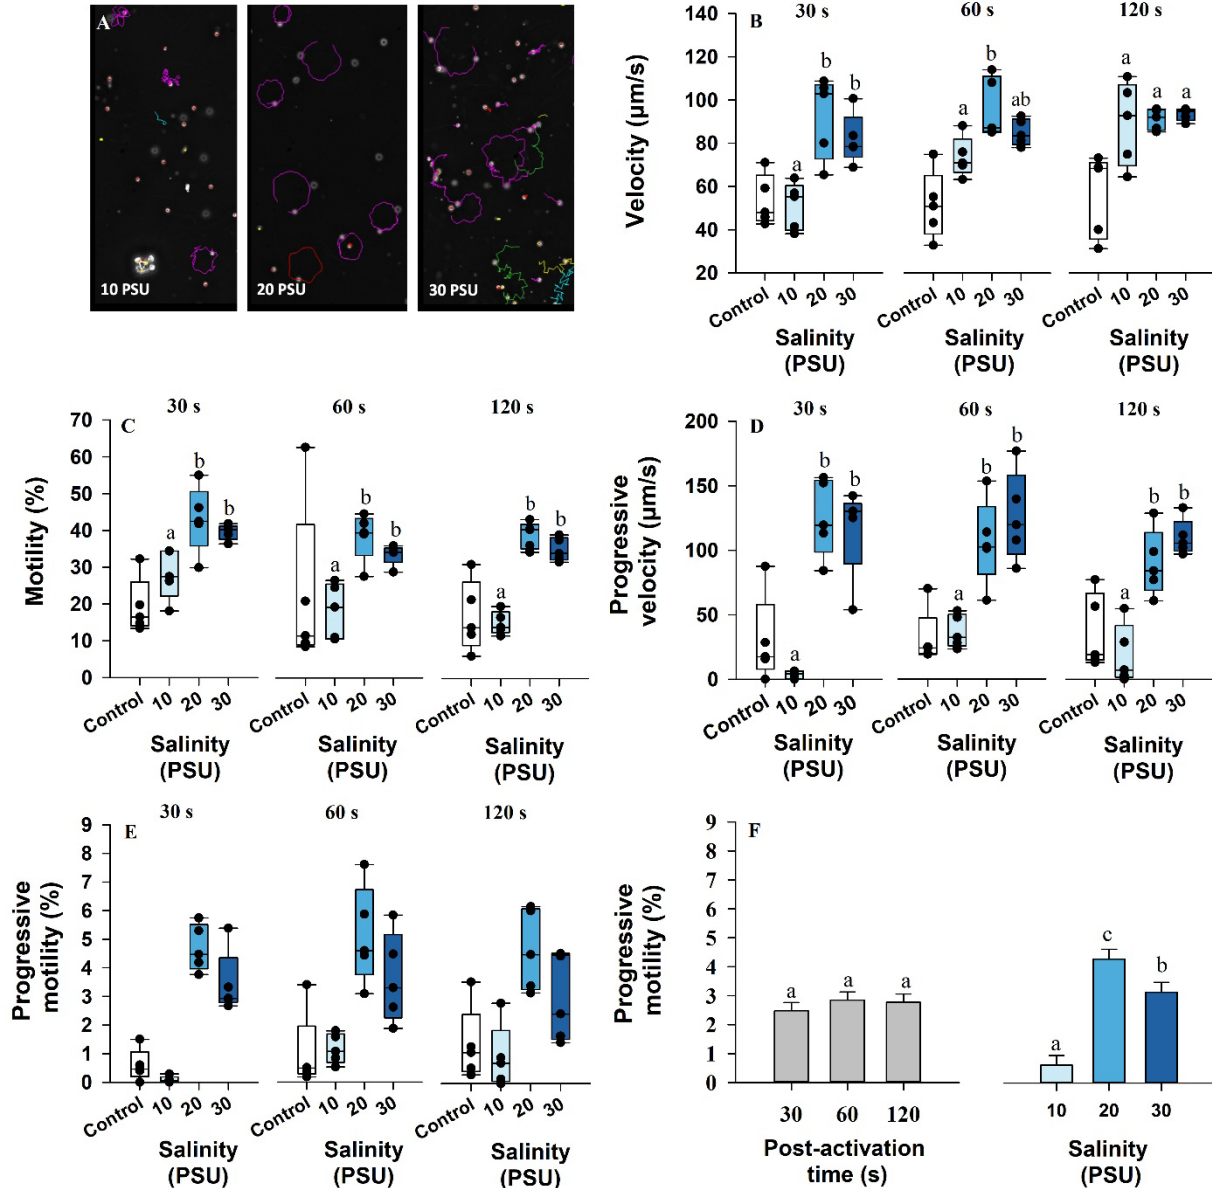 A
10 PSU
20 PSU
30 PSU
B
30 s
60 s
120 s
Velocity (µm/s)
140
120
100
80
60
40
20
b
b
a
b
a
ab
a
a
a
Control
10
20
30
Control
10
20
30
Control
10
20
30
Salinity
(PSU)
Salinity
(PSU)
Salinity
(PSU)
C
30 s
60 s
120 s
Motility (%)
70
60
50
40
30
20
10
0
a
b
b
a
b
b
a
b
b
Control
10
20
30
Control
10
20
30
Control
10
20
30
Salinity
(PSU)
Salinity
(PSU)
Salinity
(PSU)
D
30 s
60 s
120 s
Progressive
velocity (µm/s)
200
150
100
50
0
a
b
b
a
b
b
a
b
b
Control
10
20
30
Control
10
20
30
Control
10
20
30
Salinity
(PSU)
Salinity
(PSU)
Salinity
(PSU)
E
30 s
60 s
120 s
Progressive
motility (%)
9
8
7
6
5
4
3
2
1
0
Control
10
20
30
Control
10
20
30
Control
10
20
30
Salinity
(PSU)
Salinity
(PSU)
Salinity
(PSU)
F
Progressive
motility (%)
9
8
7
6
5
4
3
2
1
0
a
a
a
a
c
b
30
60
120
10
20
30
Post-activation
time (s)
Salinity
(PSU)